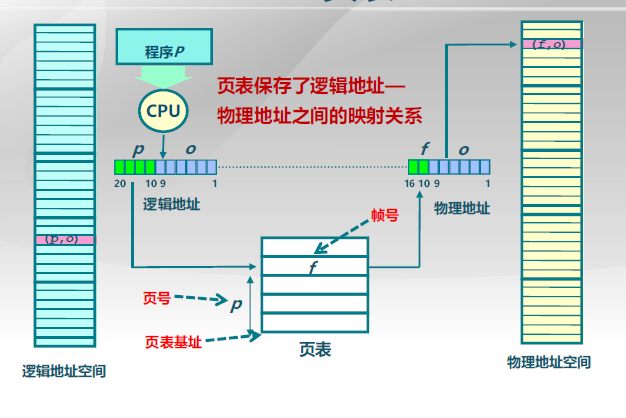 程序P
CPU
页表保存了逻辑地址—
物理地址之间的映射关系
(f,o)
p o
f o
20 10 9 1
16 10 9 1
逻辑地址
物理地址
帧号
(p,o)
f
页号
p
页表基址
页表
逻辑地址空间
物理地址空间